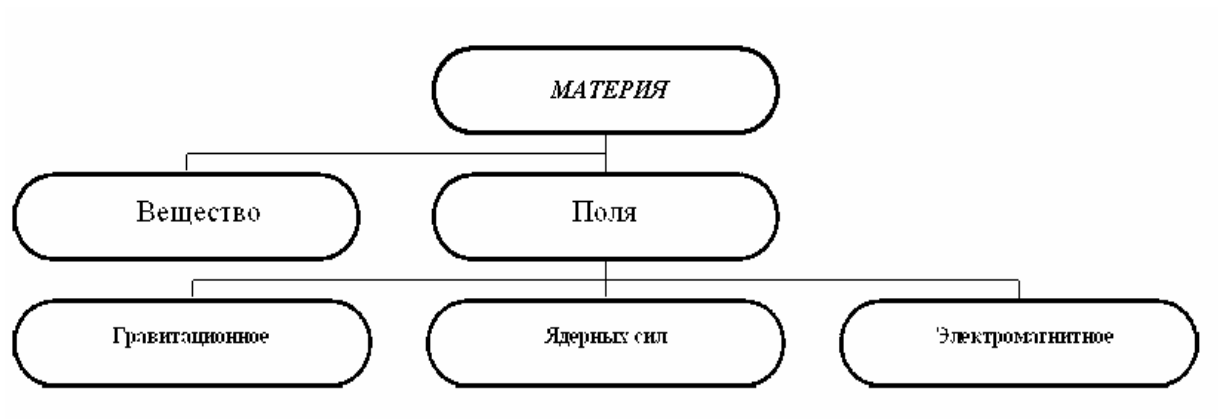 МАТЕРИЯ
Вещество
Поля
Гравитационное
Ядерных сил
Электромагнитное